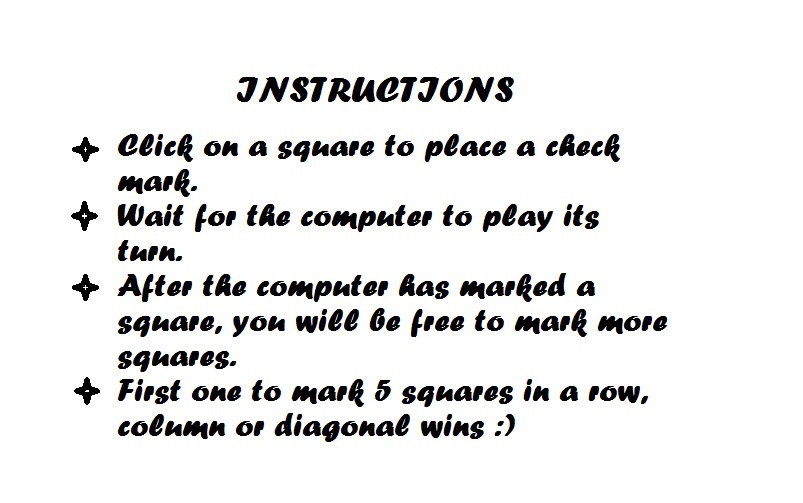 INSTRUCTIONS
Click on a square to place a check
mark.
Wait for the computer to play its
turn.
After the computer has marked a
square, you will be free to mark more
squares.
First one to mark 5 squares in a row,
column or diagonal wins :)